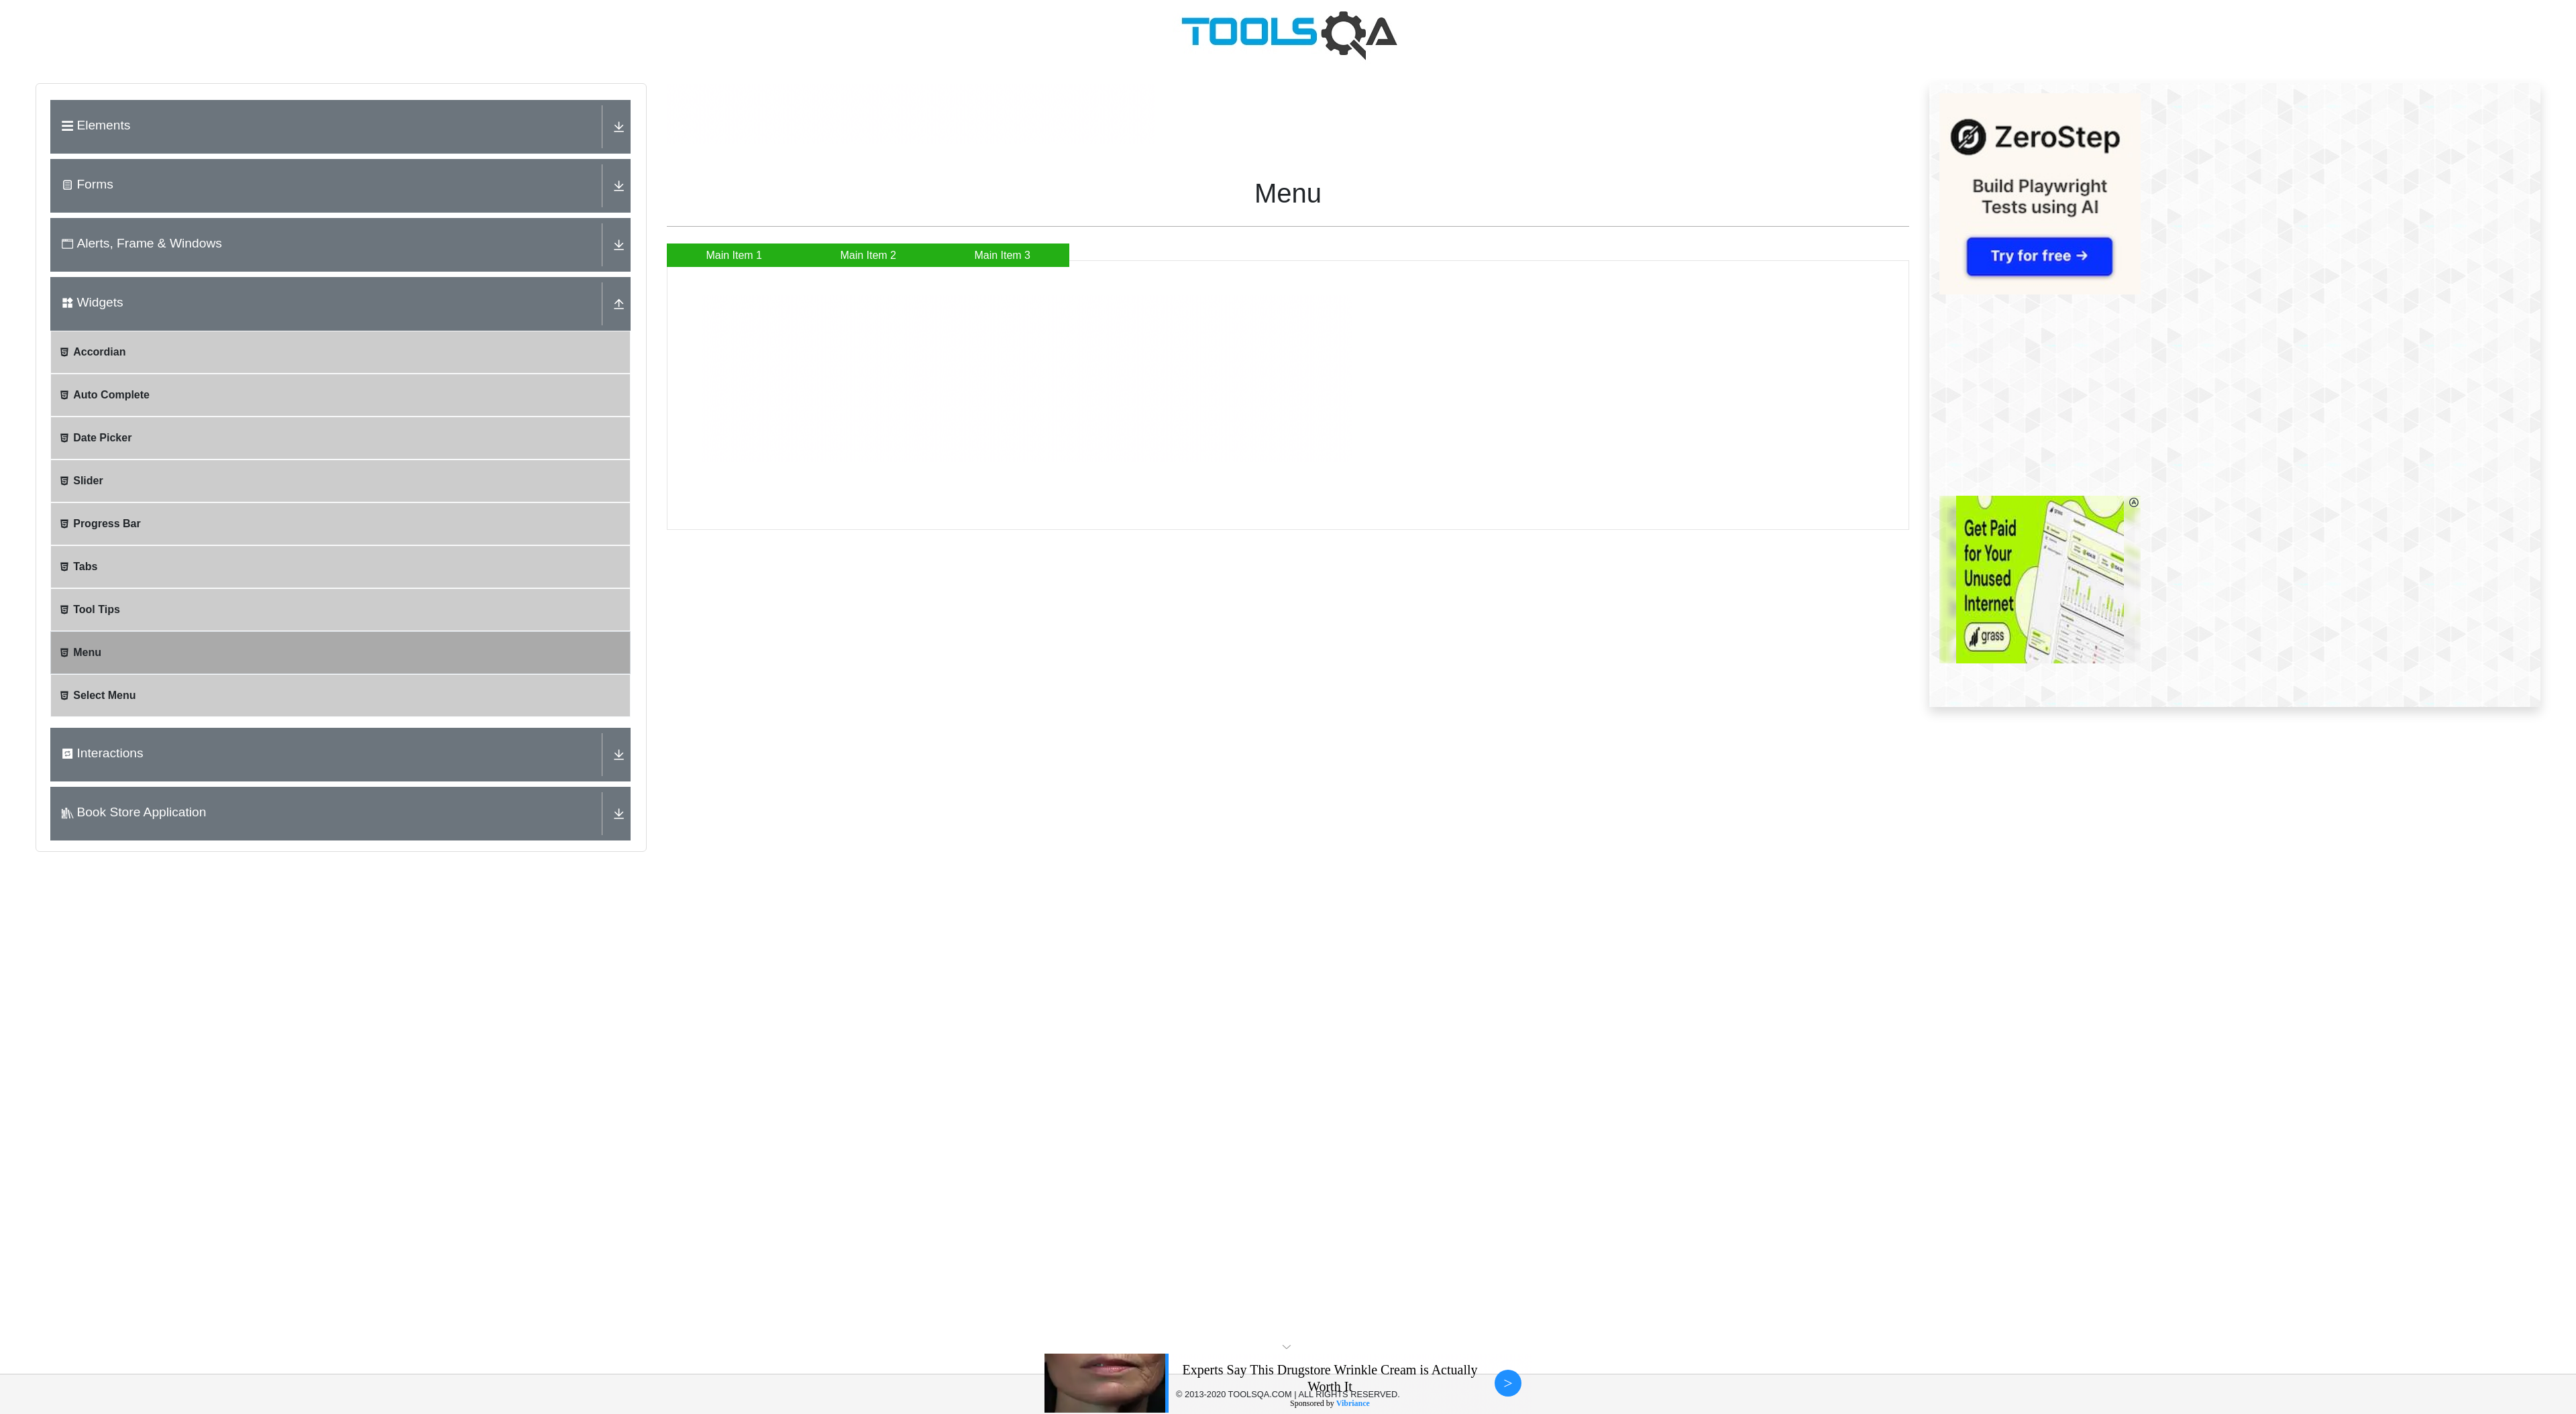 TOOLSQA
Elements
Forms
Alerts, Frame & Windows
Widgets
Accordian
Auto Complete
Date Picker
Slider
Progress Bar
Tabs
Tool Tips
Menu
Select Menu
Interactions
Book Store Application
Menu
Main Item 1
Main Item 2
Main Item 3
ZeroStep
Build Playwright
Tests using AI
Try for free →
Get Paid
for Your
Unused
Internet
grass
Experts Say This Drugstore Wrinkle Cream is Actually
Worth It
>
© 2013-2020 TOOLSQA.COM | ALL RIGHTS RESERVED.
Sponsored by Vibriance